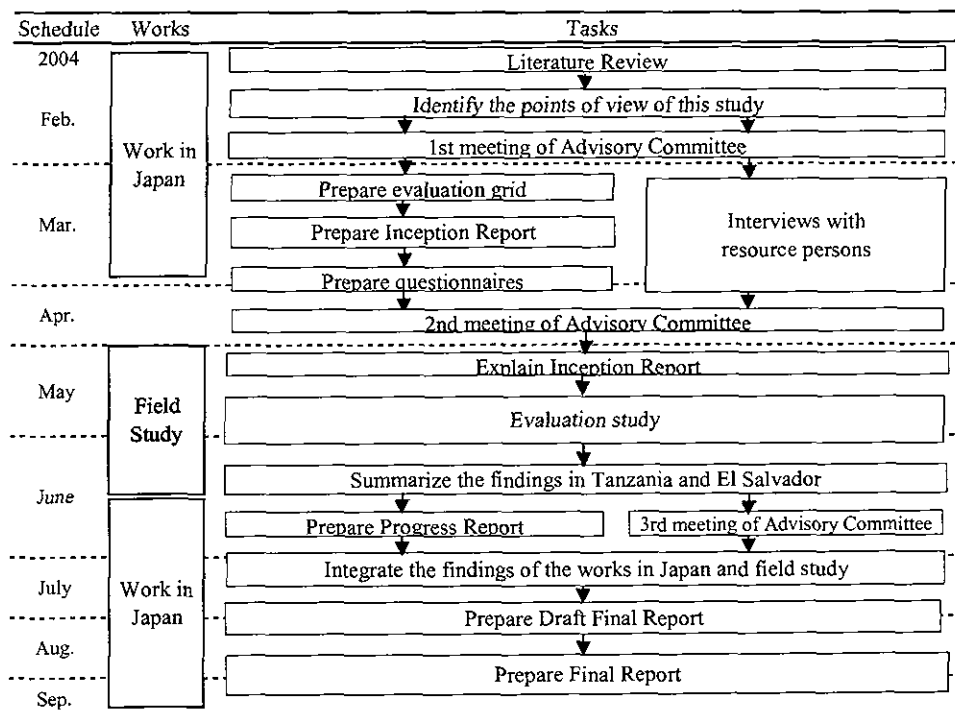 Schedule Works Tasks
2004
Literature Review
Identify the points of view of this study
Feb.
1st meeting of Advisory Committee
Work in
Japan
Prepare evaluation grid
Mar.
Prepare Inception Report
Interviews with
resource persons
Prepare questionnaires
Apr.
2nd meeting of Advisory Committee
Explain Inception Report
May
Field
Study
Evaluation study
Summarize the findings in Tanzania and El Salvador
June
Prepare Progress Report
3rd meeting of Advisory Committee
Integrate the findings of the works in Japan and field study
July
Work in
Japan
Prepare Draft Final Report
Aug.
Prepare Final Report
Sep.